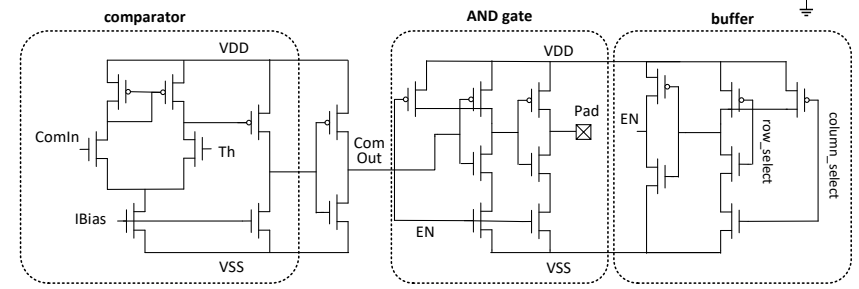 comparator
AND gate
buffer
VDD
VDD
Pad
ComIn
Th
Com
Out
EN
row_select
column_select
IBias
EN
VSS
VSS